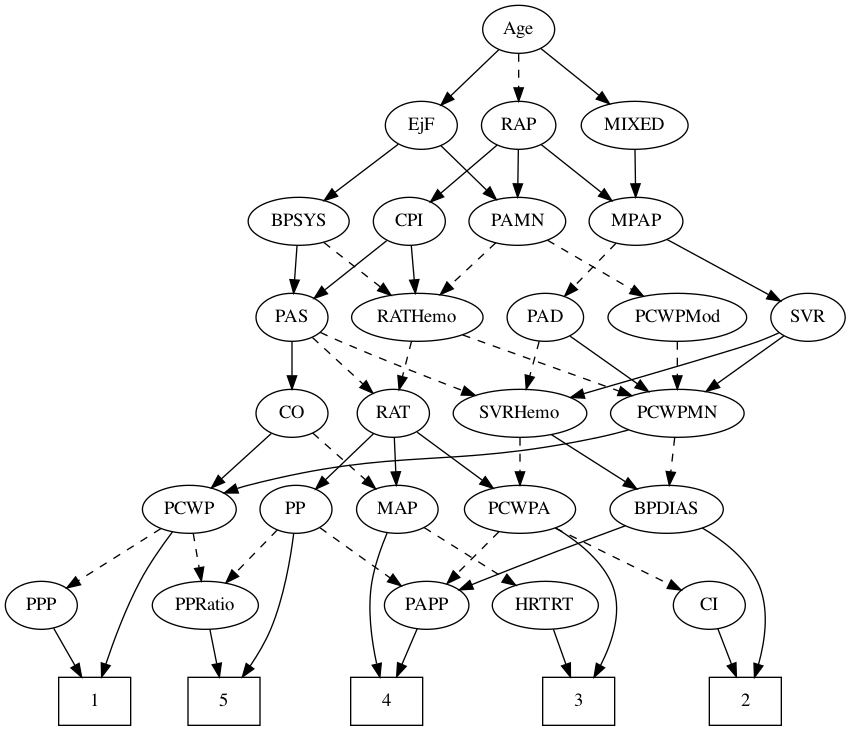 Age
EjF
RAP
MIXED
BPSYS
CPI
PAMN
MPAP
PAS
RATHemo
PAD
PCWPMod
SVR
CO
RAT
SVRHemo
PCWPMN
PCWP
PP
MAP
PCWPA
BPDIAS
PPP
PPRatio
PAPP
HRTRT
CI
1
5
4
3
2